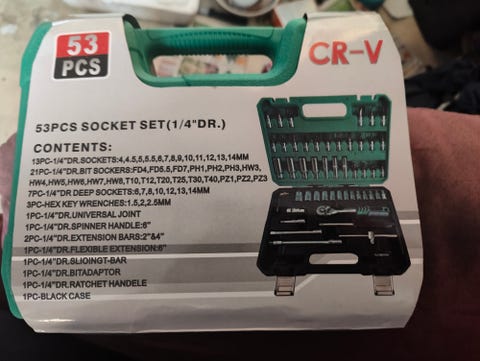 53
PCS
CR-V
53PCS SOCKET SET(1/4"DR.)
CONTENTS:
13PC-1/4"DR.SOCKETS:4,4.5,5,5.5,6,7,8,9,10,11,12,13,14MM
21PC-1/4"DR.BIT SOCKERS:FD4,FD5.5,FD7,PH1,PH2,PH3,HW3,
HW4,HW5,HW6,HW7,HW8,T10,T12,T20,T25,T30,T40,PZ1,PZ2,PZ3
7PC-1/4"DR DEEP SOCKETS:6,7,8,10,12,13,14MM
3PC-HEX KEY WRENCHES:1.5,2,2.5MM
1PC-1/4"DR.UNIVERSAL JOINT
1PC-1/4"DR.SPINNER HANDLE:6"
2PC-1/4"DR.EXTENSION BARS:2"&4"
1PC-1/4"DR.FLEXIBLE EXTENSION:6"
1PC-1/4"DR.SLIOINGT-BAR
1PC-1/4"DR.BITADAPTOR
1PC-1/4"DR.RATCHET HANDELE
1PC-BLACK CASE